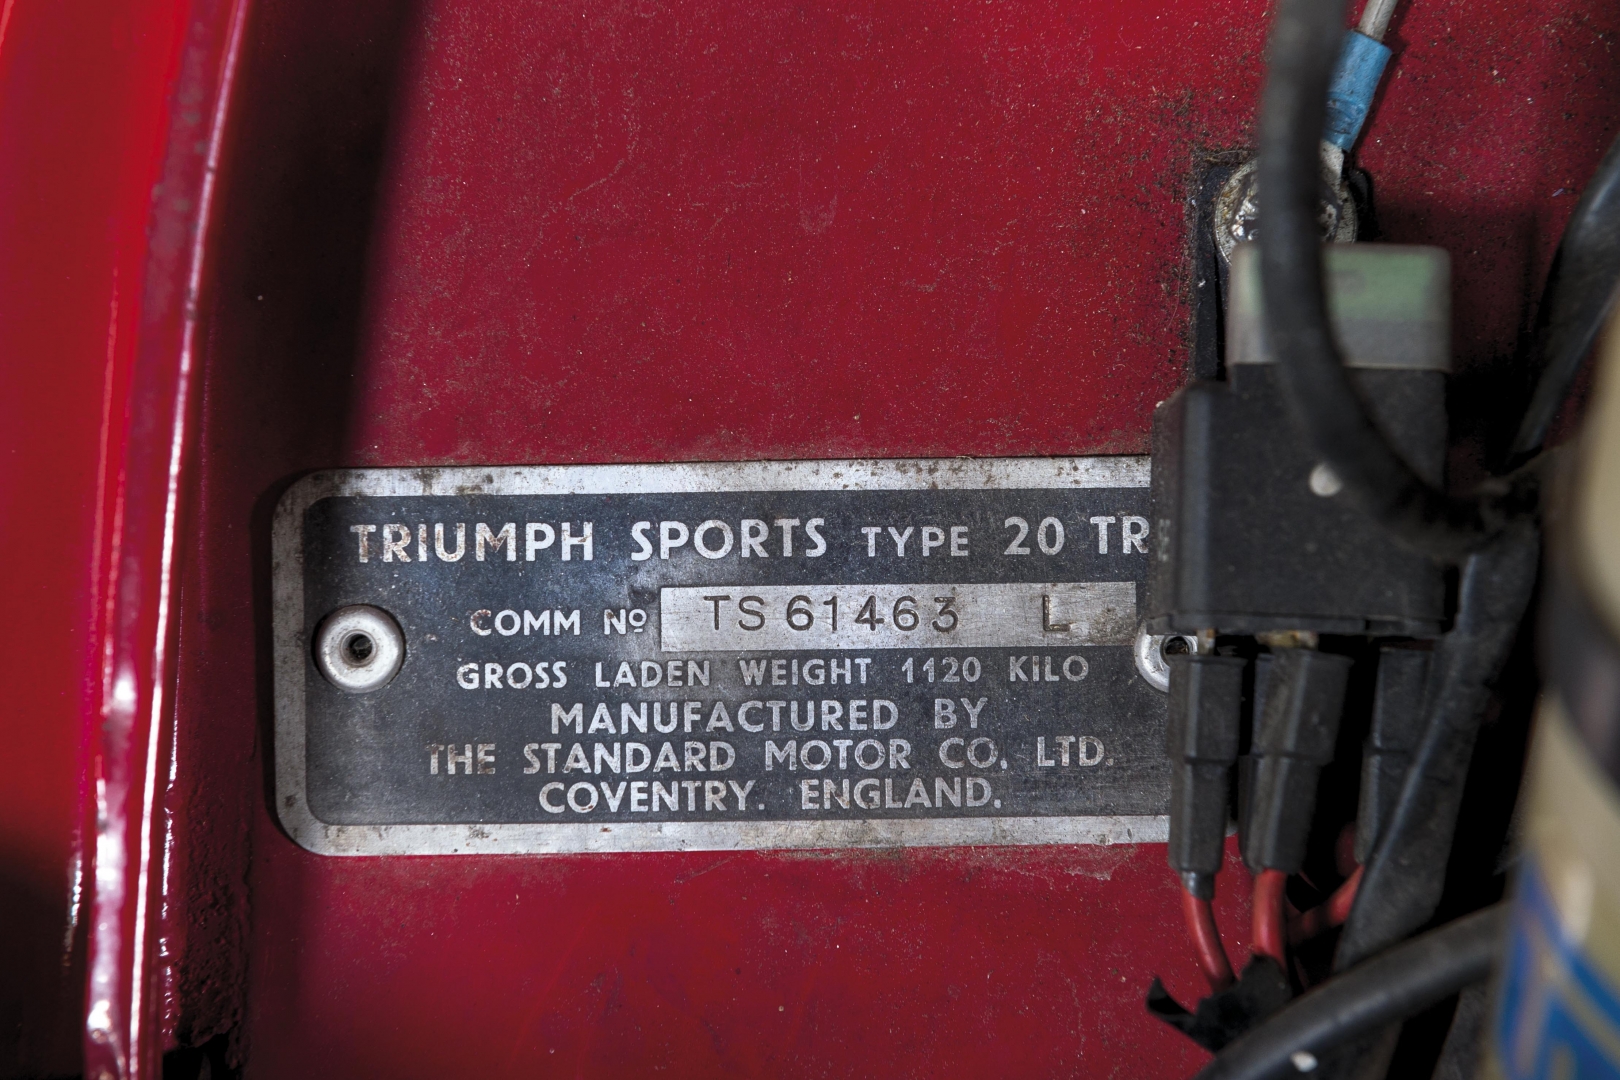 TRIUMPH SPORTS TYPE 20 TR
COMM Nº TS 61463 L
GROSS LADEN WEIGHT 1120 KILO
MANUFACTURED BY
THE STANDARD MOTOR CO. LTD.
COVENTRY. ENGLAND.